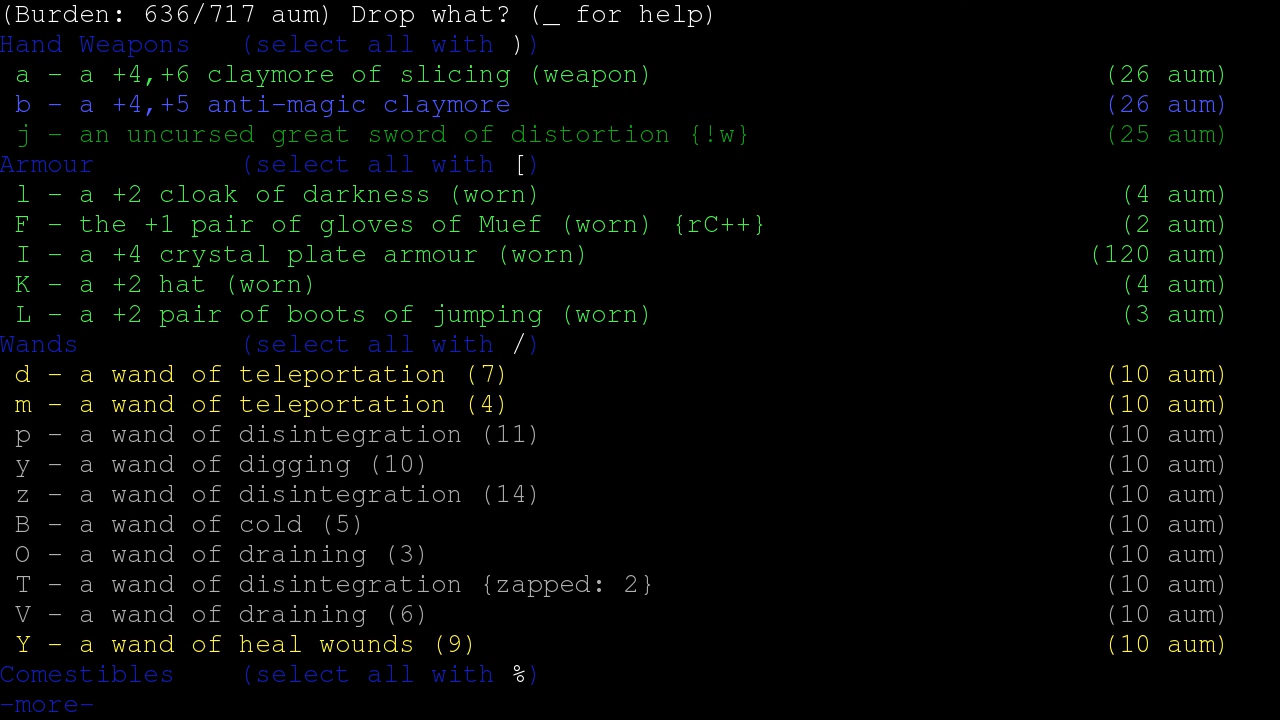 (Burden: 636/717 aum) Drop what? (_ for help)
Hand Weapons (select all with ))
a - a +4,+6 claymore of slicing (weapon) (26 aum)
b - a +4,+5 anti-magic claymore (26 aum)
j - an uncursed great sword of distortion {!w} (25 aum)
Armour (select all with [)
l - a +2 cloak of darkness (worn) (4 aum)
F - the +1 pair of gloves of Muef (worn) {rC++} (2 aum)
I - a +4 crystal plate armour (worn) (120 aum)
K - a +2 hat (worn) (4 aum)
L - a +2 pair of boots of jumping (worn) (3 aum)
Wands (select all with /)
d - a wand of teleportation (7) (10 aum)
m - a wand of teleportation (4) (10 aum)
p - a wand of disintegration (11) (10 aum)
y - a wand of digging (10) (10 aum)
z - a wand of disintegration (14) (10 aum)
B - a wand of cold (5) (10 aum)
O - a wand of draining (3) (10 aum)
T - a wand of disintegration {zapped: 2} (10 aum)
V - a wand of draining (6) (10 aum)
Y - a wand of heal wounds (9) (10 aum)
Comestibles (select all with %)
-more-